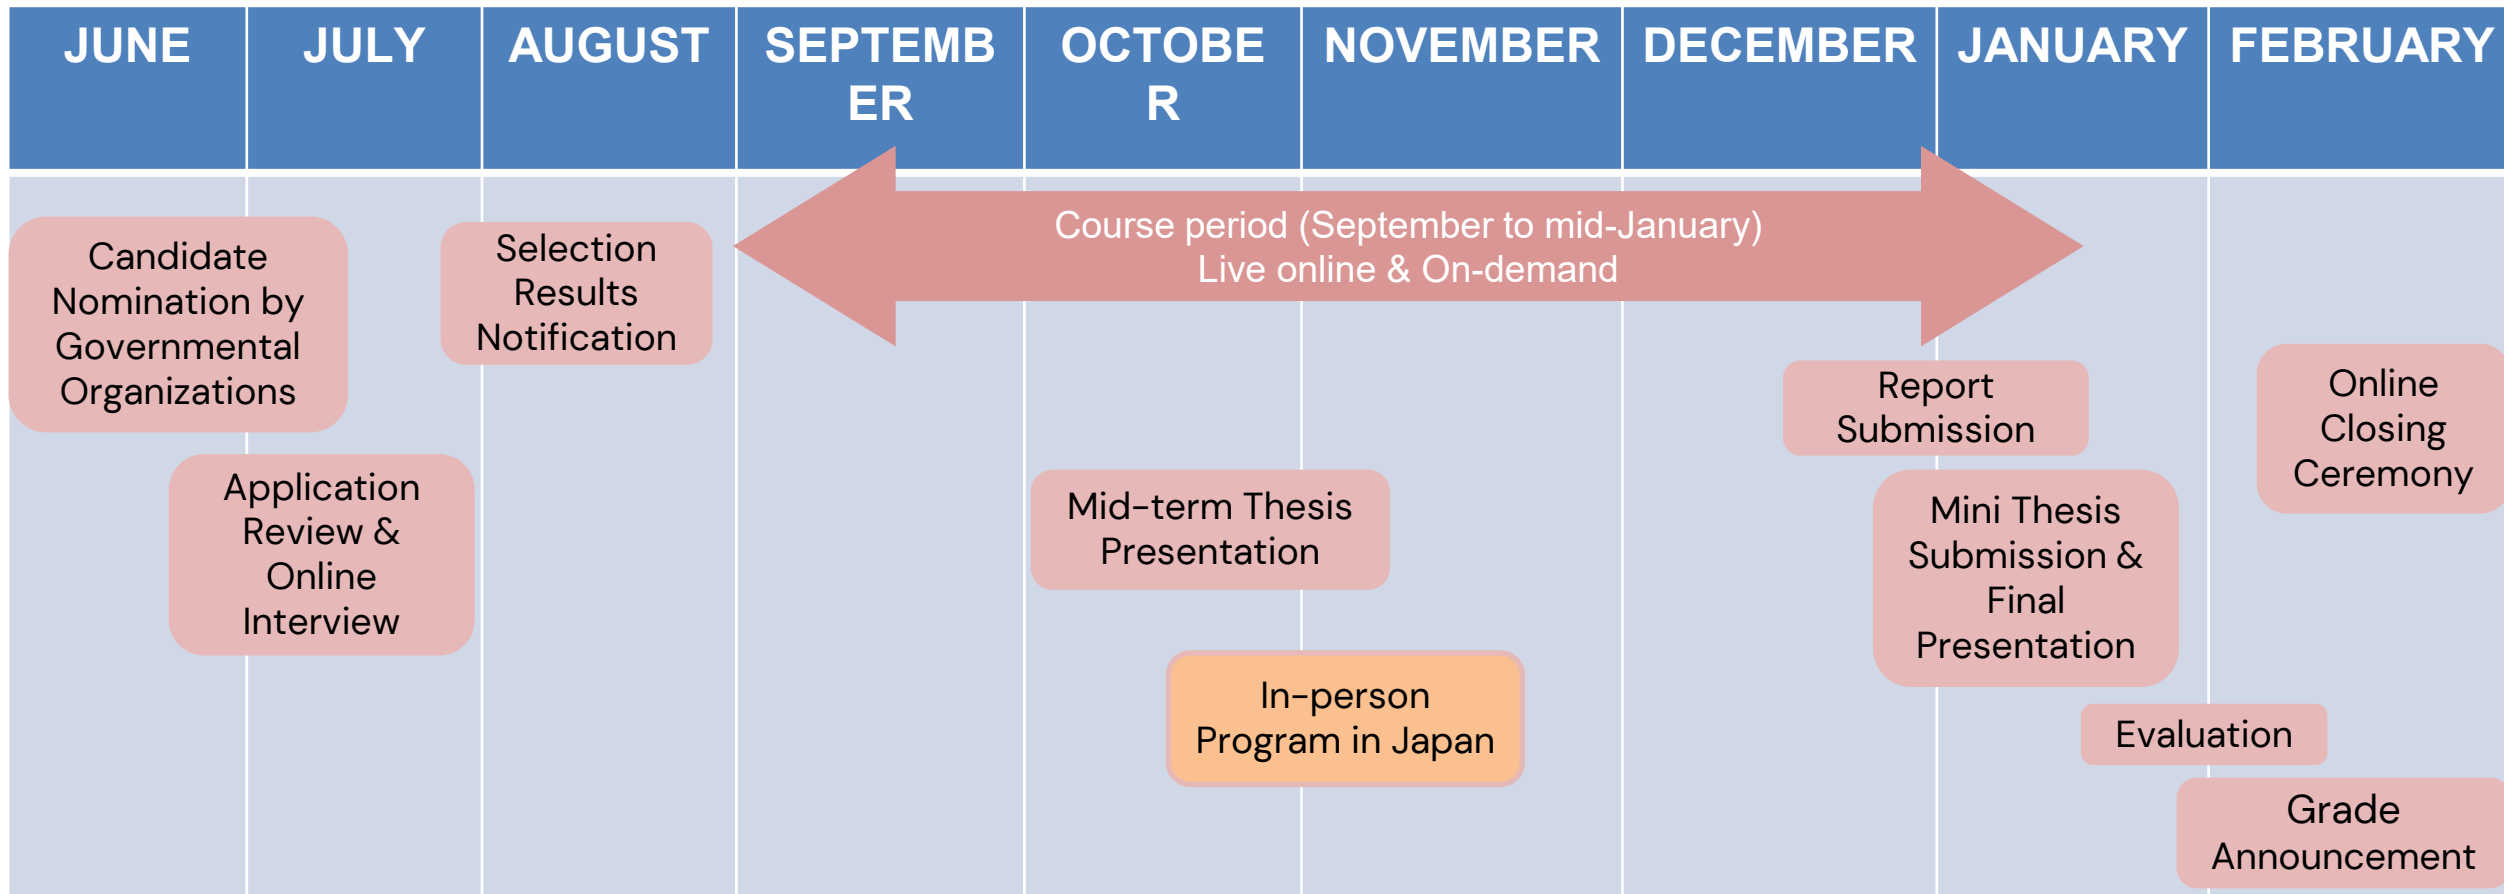 JUNE
JULY
AUGUST
SEPTEMB
ER
OCTOBE
R
NOVEMBER
DECEMBER
JANUARY
FEBRUARY
Course period (September to mid-January)
Live online & On-demand
Candidate
Nomination by
Governmental
Organizations
Selection
Results
Notification
Application
Review &
Online
Interview
Mid-term Thesis
Presentation
In-person
Program in Japan
Report
Submission
Mini Thesis
Submission &
Final
Presentation
Online
Closing
Ceremony
Evaluation
Grade
Announcement